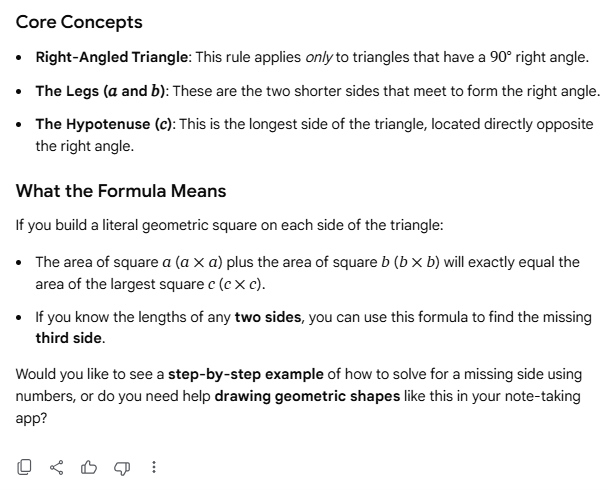 Core Concepts
• Right-Angled Triangle: This rule applies only to triangles that have a 90° right angle.
• The Legs (a and b): These are the two shorter sides that meet to form the right angle.
• The Hypotenuse (c): This is the longest side of the triangle, located directly opposite
the right angle.
What the Formula Means
If you build a literal geometric square on each side of the triangle:
• The area of square a (a × a) plus the area of square b (b × b) will exactly equal the
area of the largest square c (c × c).
• If you know the lengths of any two sides, you can use this formula to find the missing
third side.
Would you like to see a step-by-step example of how to solve for a missing side using
numbers, or do you need help drawing geometric shapes like this in your note-taking
app?